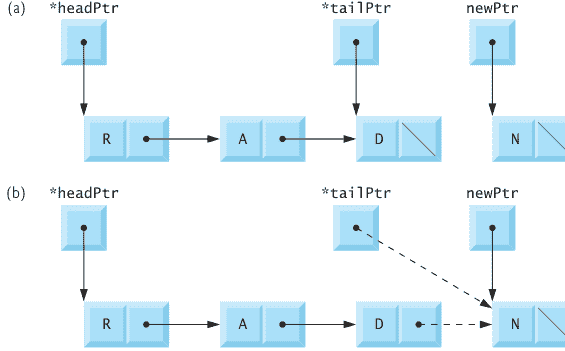 (a) *headPtr *tailPtr newPtr
R A D N
(b) *headPtr *tailPtr newPtr
R A D N